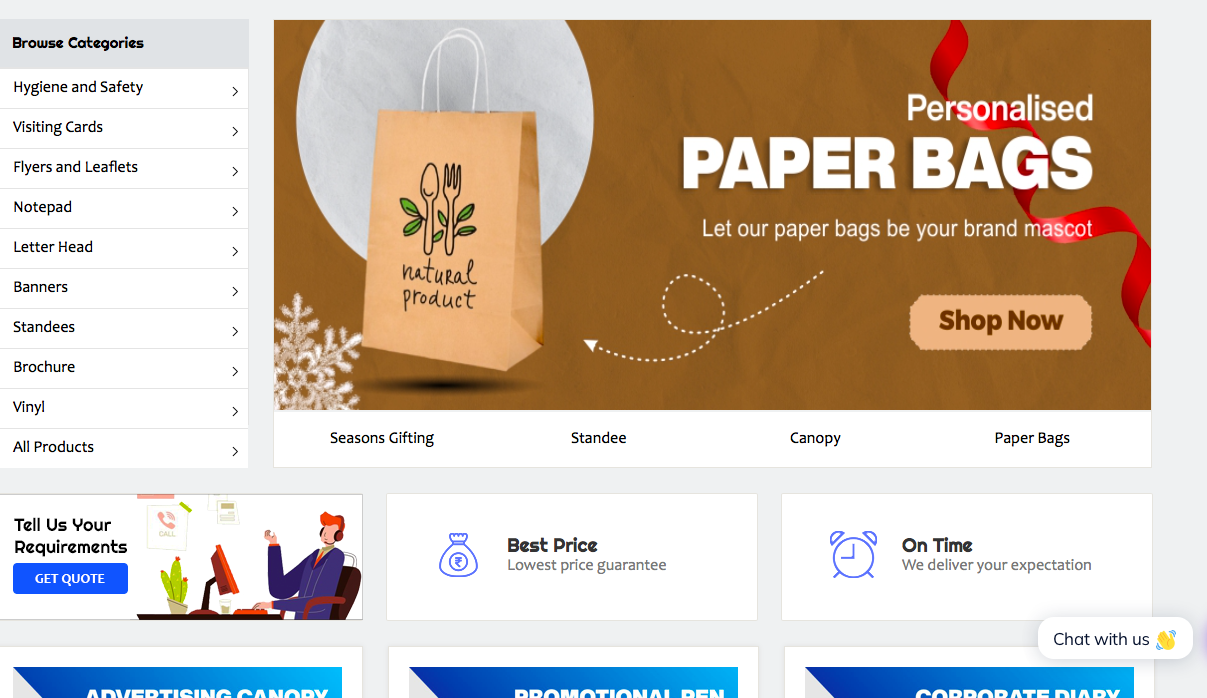 Browse Categories
Hygiene and Safety
Visiting Cards
Flyers and Leaflets
Notepad
Letter Head
Banners
Standees
Brochure
Vinyl
All Products
natural
product
Personalised
PAPER BAGS
Let our paper bags be your brand mascot
Shop Now
Seasons Gifting
Standee
Canopy
Paper Bags
Tell Us Your
Requirements
GET QUOTE
CALL
Best Price
Lowest price guarantee
On Time
We deliver your expectation
Chat with us 👋
ADVERTISING CANOPY
PROMOTIONAL PEN
CORPORATE DIARY